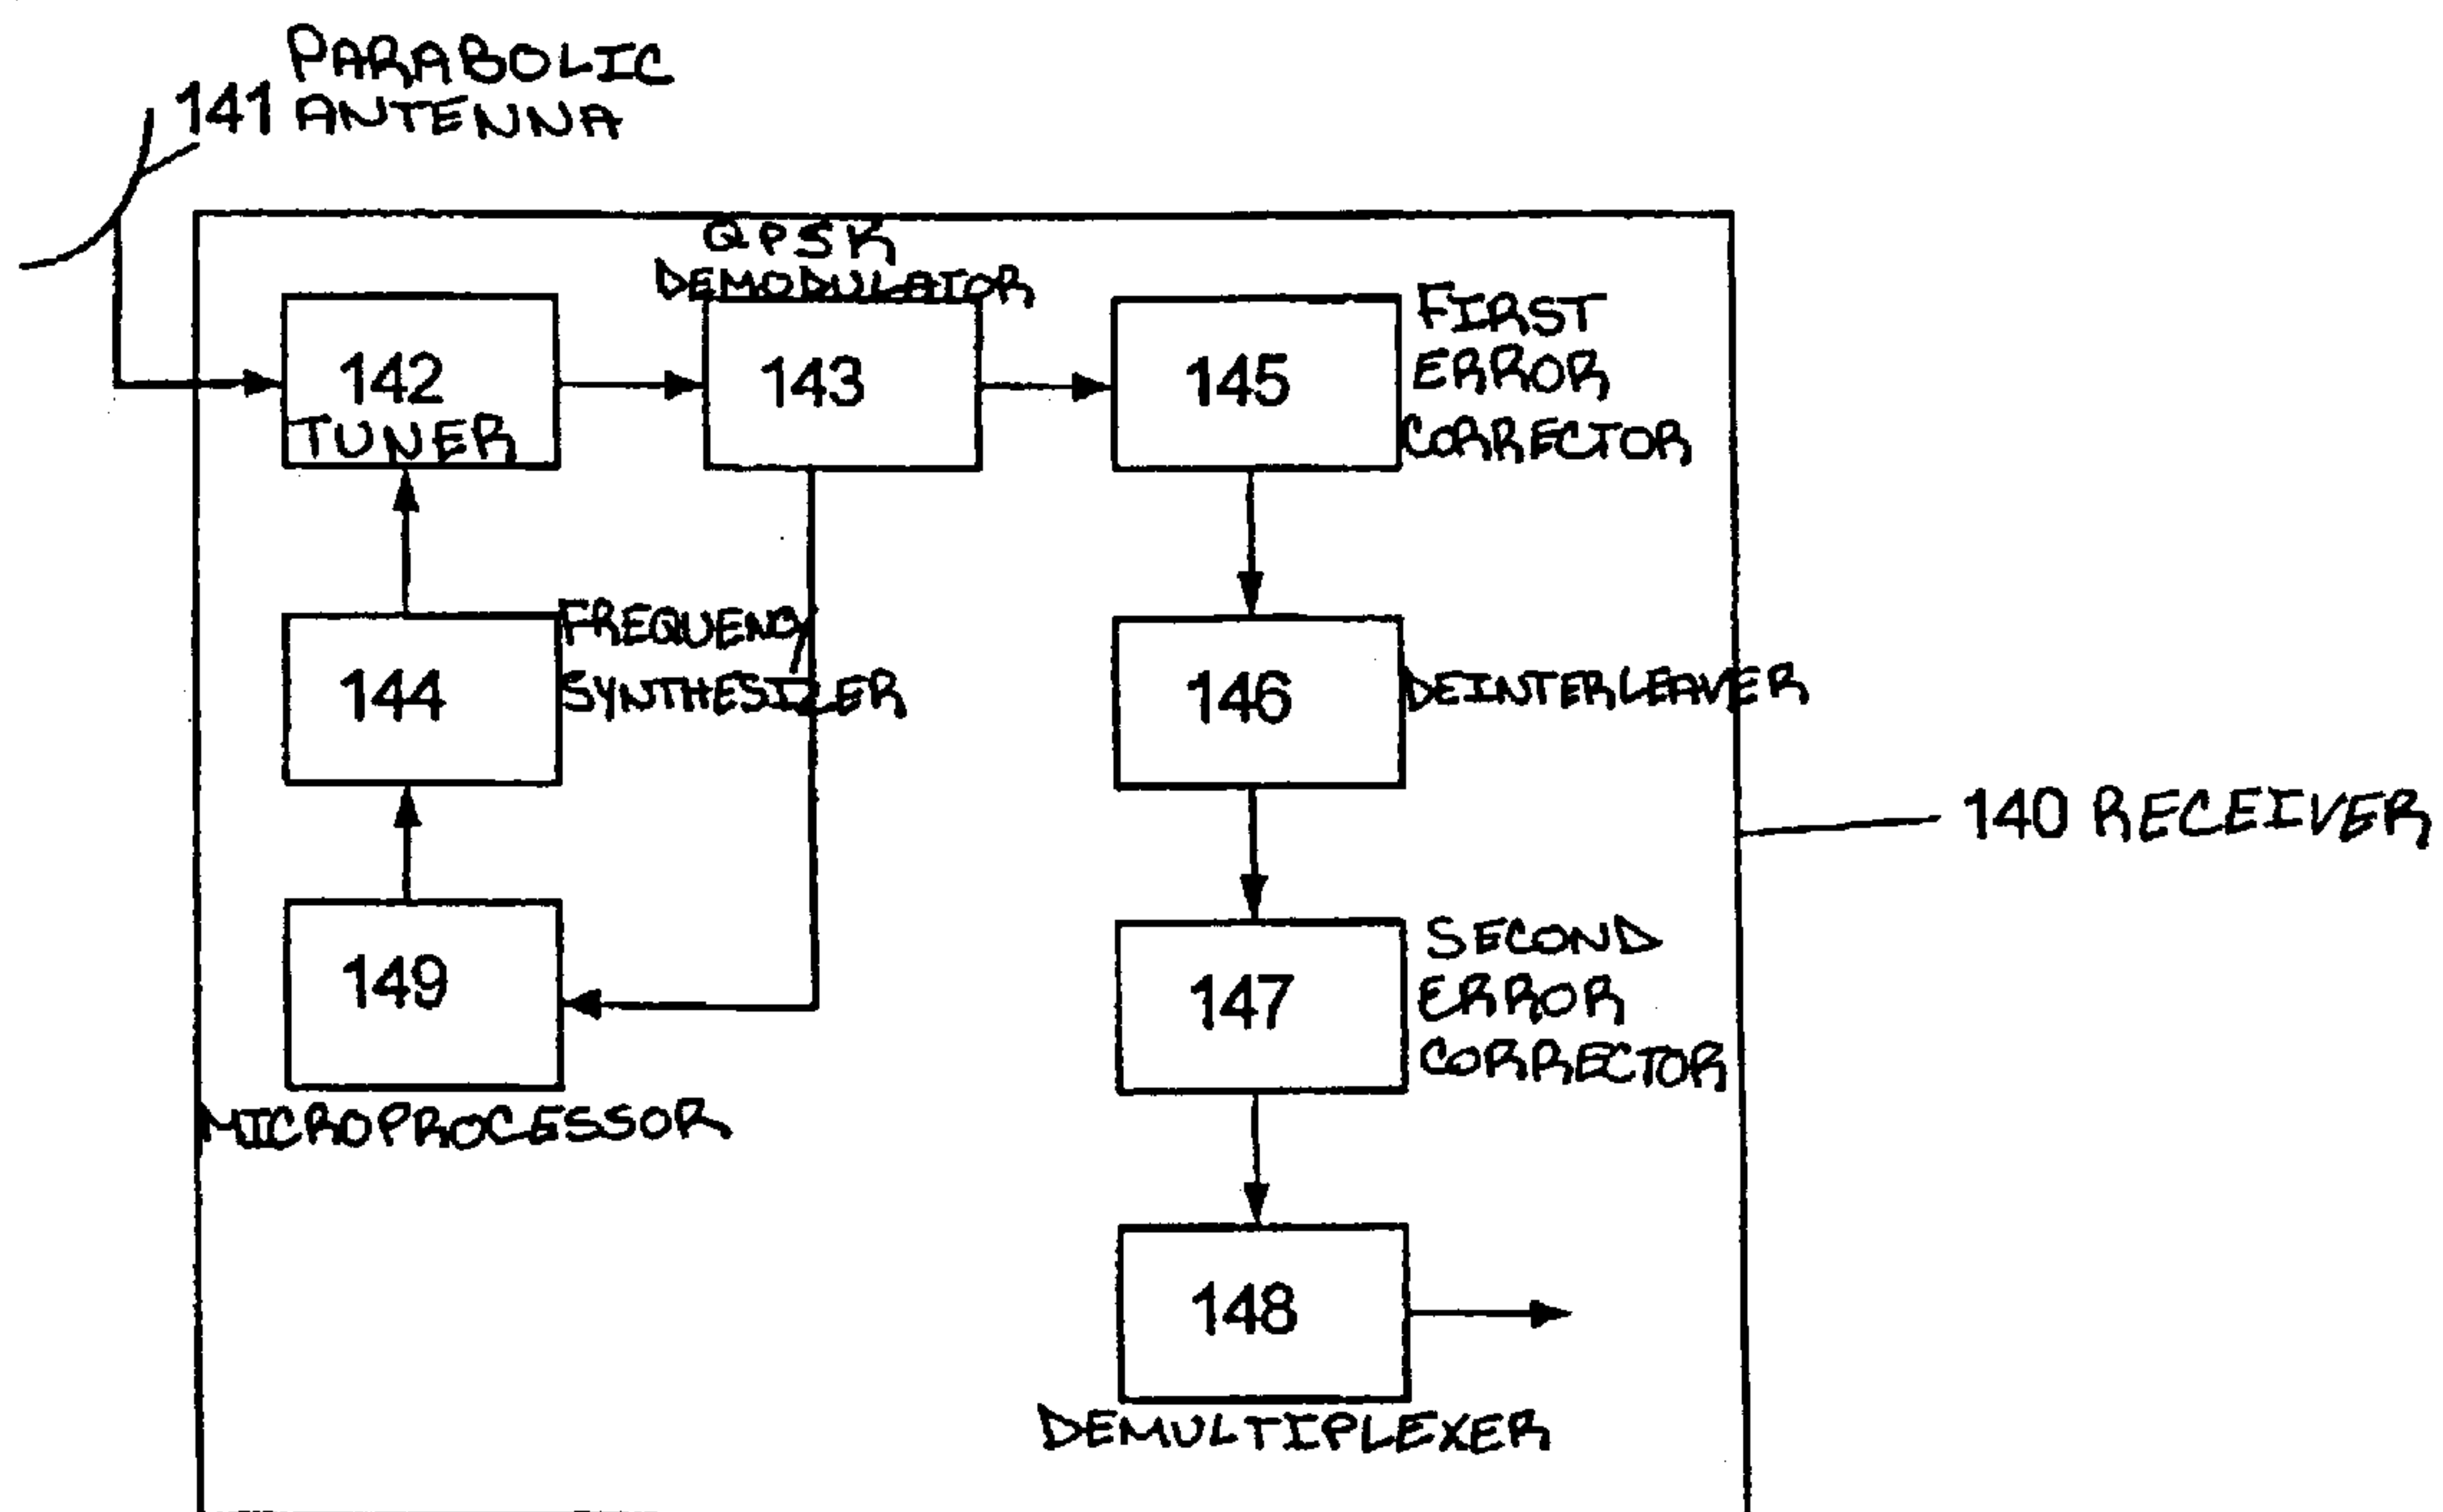 PARABOLIC
141 ANTENNA
QPSK
DEMODULATOR
142
TUNER
143
145
FIRST
ERROR
CORRECTOR
144
FREQUENCY
SYNTHESIZER
146
DEINTERLEAVER
140 RECEIVER
149
MICROPROCESSOR
147
SECOND
ERROR
CORRECTOR
148
DEMULTIPLEXER